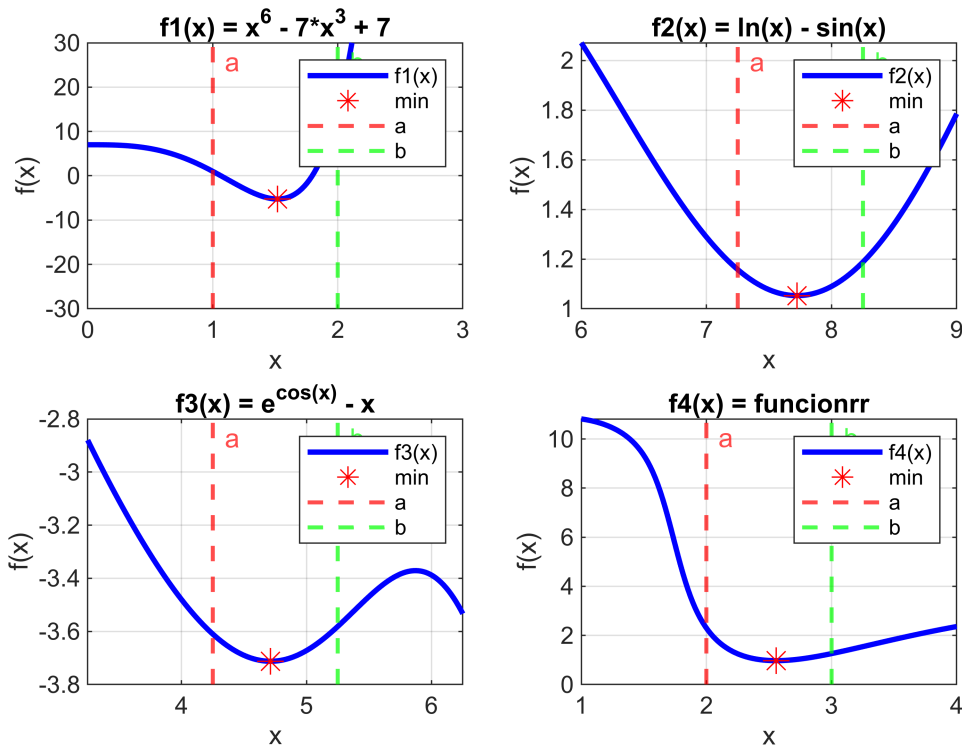 f1(x) = x^6 - 7*x^3 + 7
30
20
10
0
-10
-20
-30
f(x)
a
f1(x)
min
a
b
0
1
2
3
x
f2(x) = ln(x) - sin(x)
2
1.8
1.6
1.4
1.2
1
f(x)
a
f2(x)
min
a
b
6
7
8
9
x
f3(x) = e^cos(x) - x
-2.8
-3
-3.2
-3.4
-3.6
-3.8
f(x)
a
f3(x)
min
a
b
4
5
6
x
f4(x) = funcionrr
10
8
6
4
2
0
f(x)
a
f4(x)
min
a
b
1
2
3
4
x